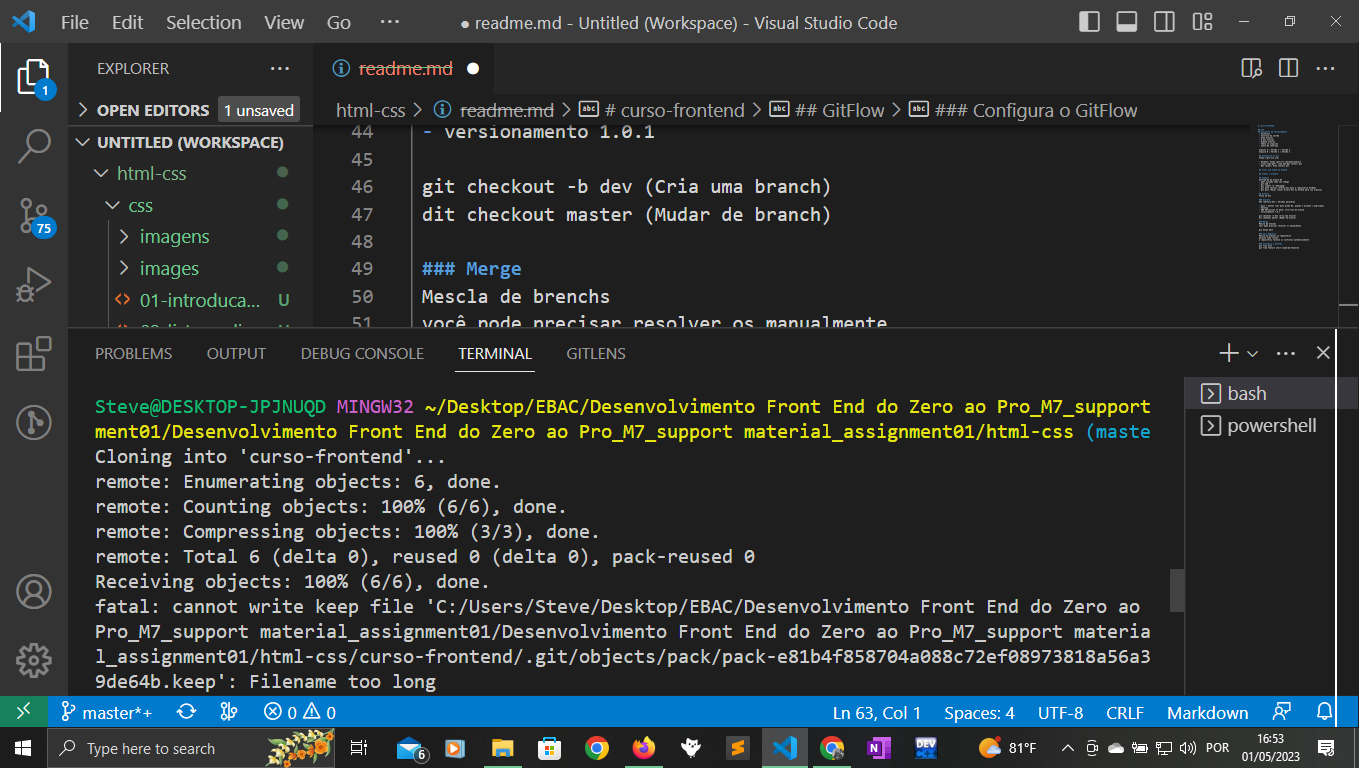 File Edit Selection View Go ··· ● readme.md - Untitled (Workspace) - Visual Studio Code
1
EXPLORER ···
OPEN EDITORS 1 unsaved
UNTITLED (WORKSPACE)
html-css
css
imagens
images
01-introduca... U
75
readme.md
html-css > readme.md > # curso-frontend > ## GitFlow > ### Configura o GitFlow
44 - versionamento 1.0.1
45
46 git checkout -b dev (Cria uma branch)
47 dit checkout master (Mudar de branch)
48
49 ### Merge
50 Mescla de brenchs
51 você pode precisar resolver os manualmente
PROBLEMS OUTPUT DEBUG CONSOLE TERMINAL GITLENS
Steve@DESKTOP-JPJNUQD MINGW32 ~/Desktop/EBAC/Desenvolvimento Front End do Zero ao Pro_M7_support
ment01/Desenvolvimento Front End do Zero ao Pro_M7_support material_assignment01/html-css (maste
Cloning into 'curso-frontend'...
remote: Enumerating objects: 6, done.
remote: Counting objects: 100% (6/6), done.
remote: Compressing objects: 100% (3/3), done.
remote: Total 6 (delta 0), reused 0 (delta 0), pack-reused 0
Receiving objects: 100% (6/6), done.
fatal: cannot write keep file 'C:/Users/Steve/Desktop/EBAC/Desenvolvimento Front End do Zero ao
Pro_M7_support material_assignment01/Desenvolvimento Front End do Zero ao Pro_M7_support materia
l_assignment01/html-css/curso-frontend/.git/objects/pack/pack-e81b4f858704a088c72ef08973818a56a3
9de64b.keep': Filename too long
bash
powershell
master*+ 0 0 Ln 63, Col 1 Spaces: 4 UTF-8 CRLF Markdown
Type here to search 6 DEV 81°F POR 16:53
01/05/2023